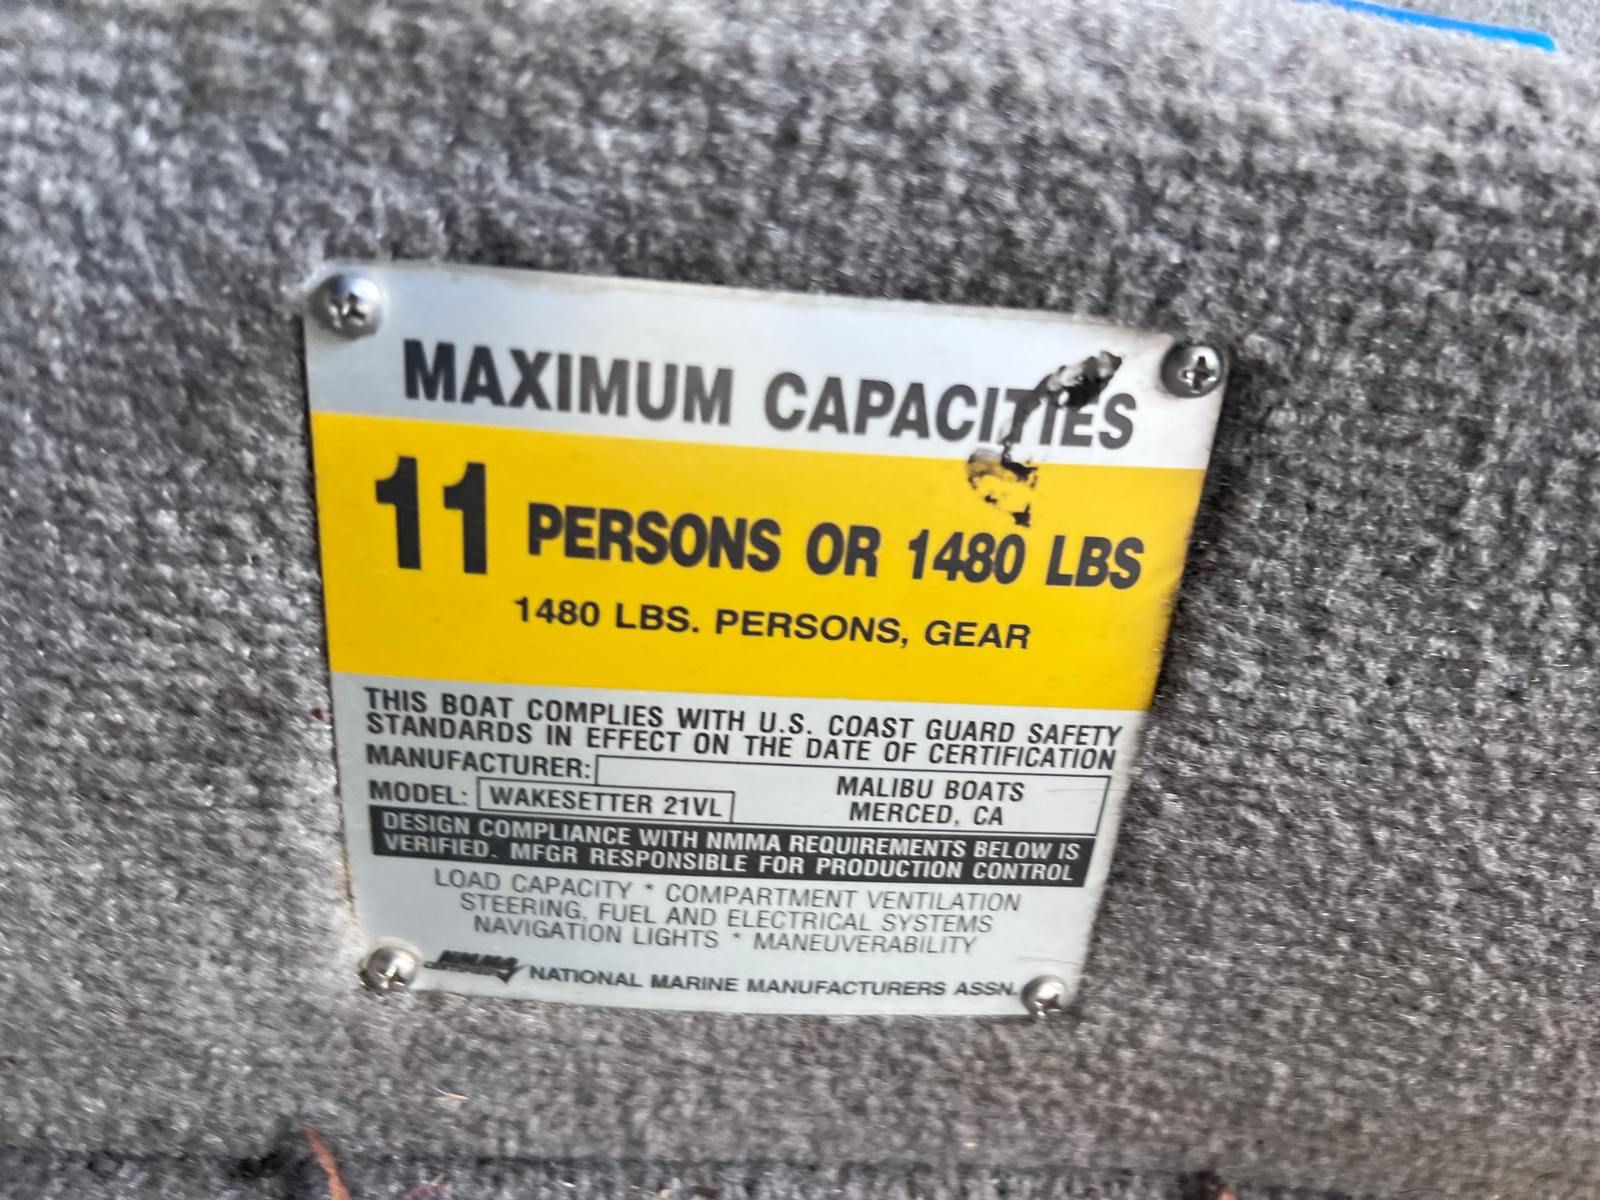 MAXIMUM CAPACITIES
11 PERSONS OR 1480 LBS
1480 LBS. PERSONS, GEAR
THIS BOAT COMPLIES WITH U.S. COAST GUARD SAFETY
STANDARDS IN EFFECT ON THE DATE OF CERTIFICATION
MANUFACTURER: MALIBU BOATS
MODEL: WAKESETTER 21VL MERCED, CA
DESIGN COMPLIANCE WITH NMMA REQUIREMENTS BELOW IS
VERIFIED. MFGR RESPONSIBLE FOR PRODUCTION CONTROL
LOAD CAPACITY * COMPARTMENT VENTILATION
STEERING, FUEL AND ELECTRICAL SYSTEMS
NAVIGATION LIGHTS * MANEUVERABILITY
NMMA NATIONAL MARINE MANUFACTURERS ASSN.